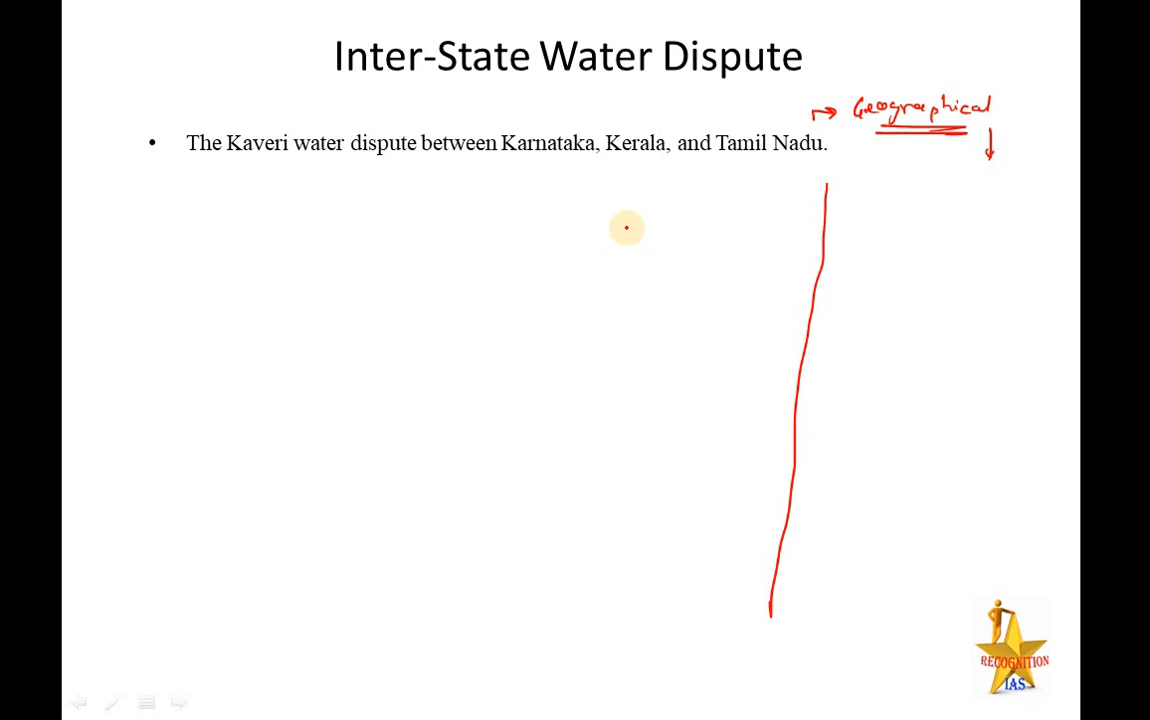 Inter-State Water Dispute
Geographical
• The Kaveri water dispute between Karnataka, Kerala, and Tamil Nadu.
RECOGNITION
IAS